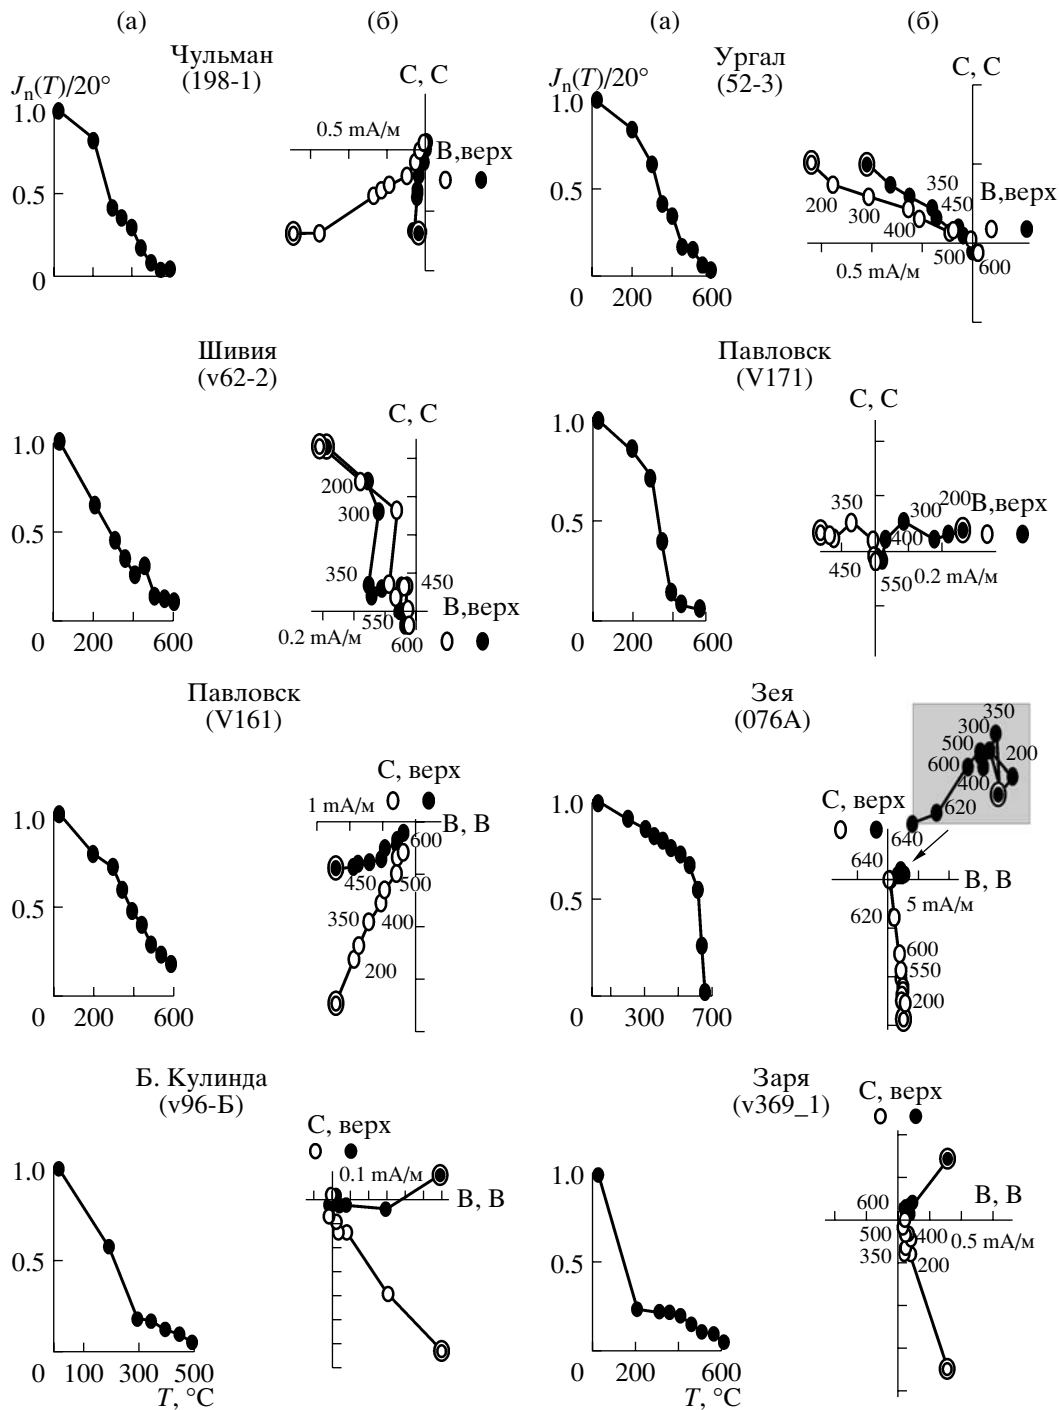 (а) (б) (а) (б)
Чульман
(198-1)
Jn(T)/20°
1.0
0.5
0
С, С
0.5 mA/м
В,верх
Ургал
(52-3)
Jn(T)/20°
1.0
0.5
0 200 600
С, С
350
В,верх
450
200
300
400
500
600
0.5 mA/м
Шивия
(v62-2)
1.0
0.5
0 200 600
С, С
200
300
350
450
В,верх
550
0.2 mA/м
600
Павловск
(V171)
1.0
0.5
0 200 600
С, С
350
300
200
В,верх
400
450
550
0.2 mA/м
Павловск
(V161)
1.0
0.5
0 200 600
С, верх
1 mA/м
В, В
600
450
500
350
400
200
Зея
(076А)
1.0
0.5
0 300 700
350
300
500
200
600
400
620
640
С, верх
640
В, В
5 mA/м
620
600
550
200
Б. Кулинда
(v96-Б)
1.0
0.5
0 100 300 500
T, °C
С, верх
0.1 mA/м
В, В
Заря
(v369_1)
1.0
0.5
0 200 600
T, °C
С, верх
В, В
600
500
400
0.5 mA/м
350
200